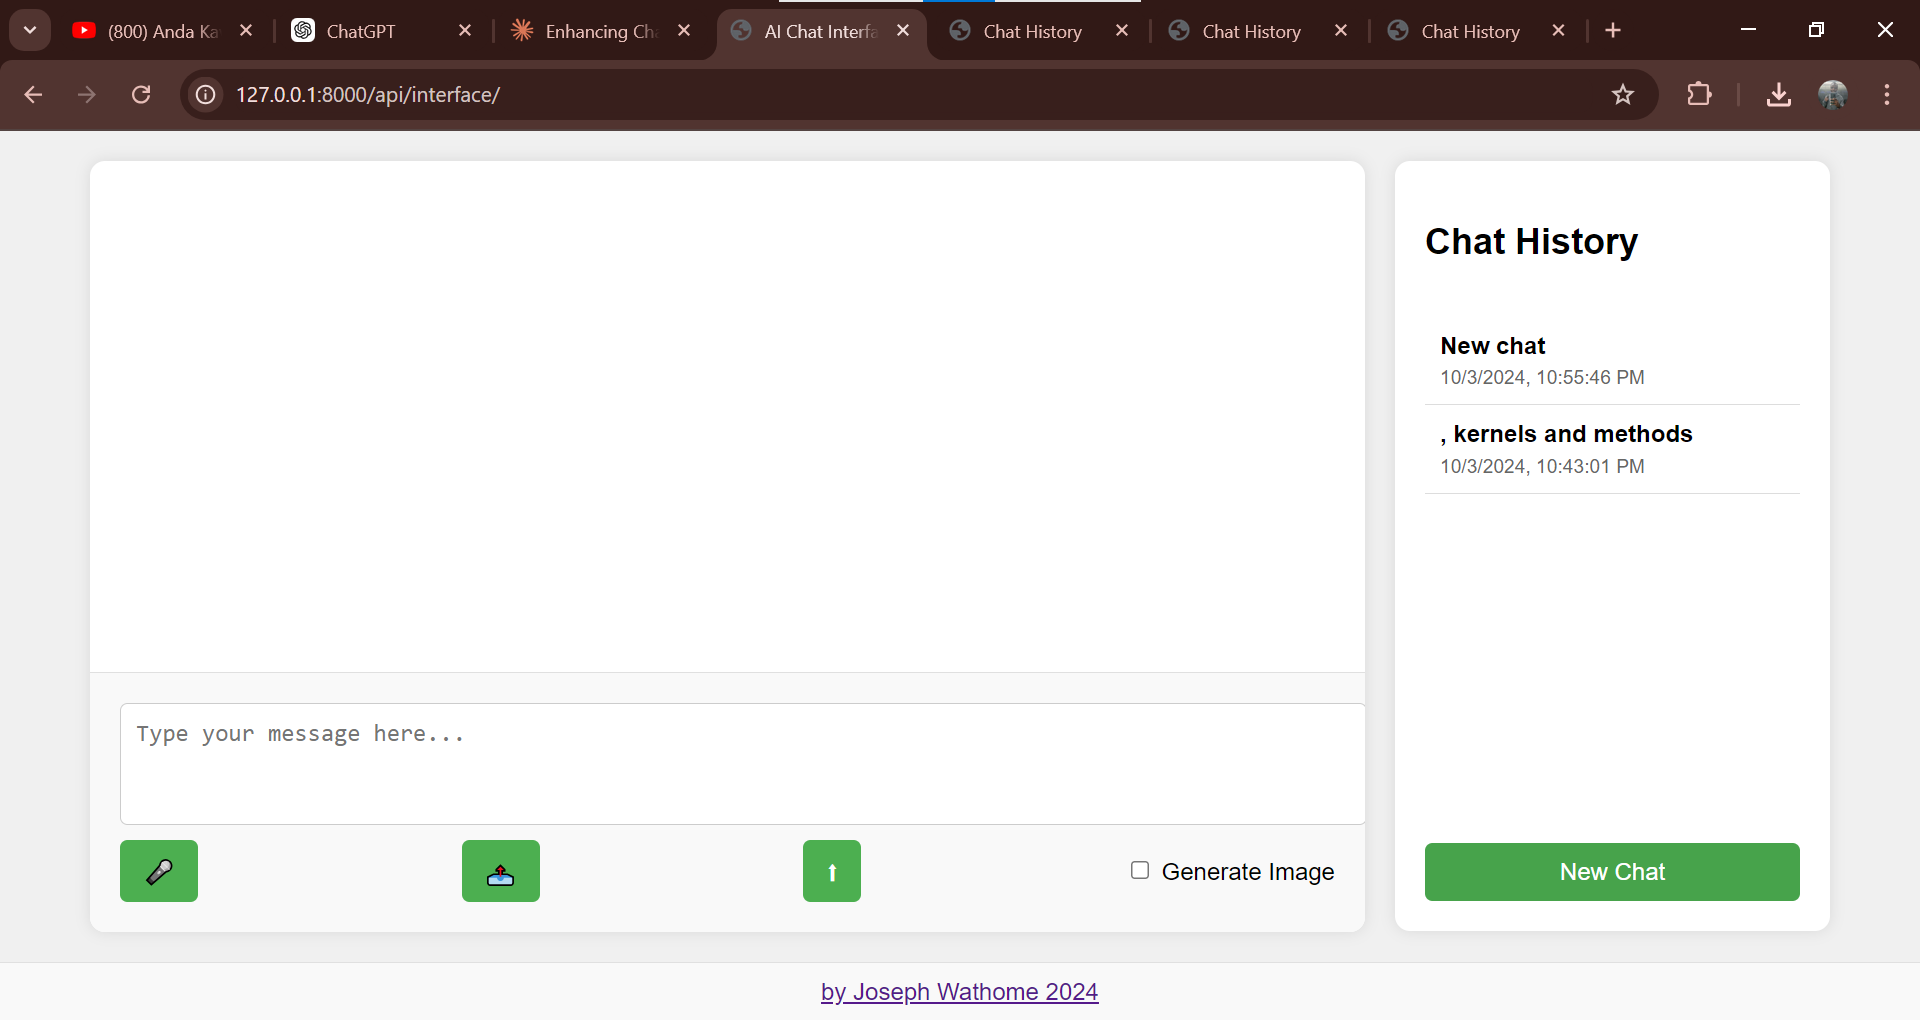 (800) Anda Ka
ChatGPT
Enhancing Cha
AI Chat Interfa
Chat History
Chat History
Chat History
127.0.0.1:8000/api/interface/
Chat History
New chat
10/3/2024, 10:55:46 PM
, kernels and methods
10/3/2024, 10:43:01 PM
Type your message here...
Generate Image
New Chat
by Joseph Wathome 2024